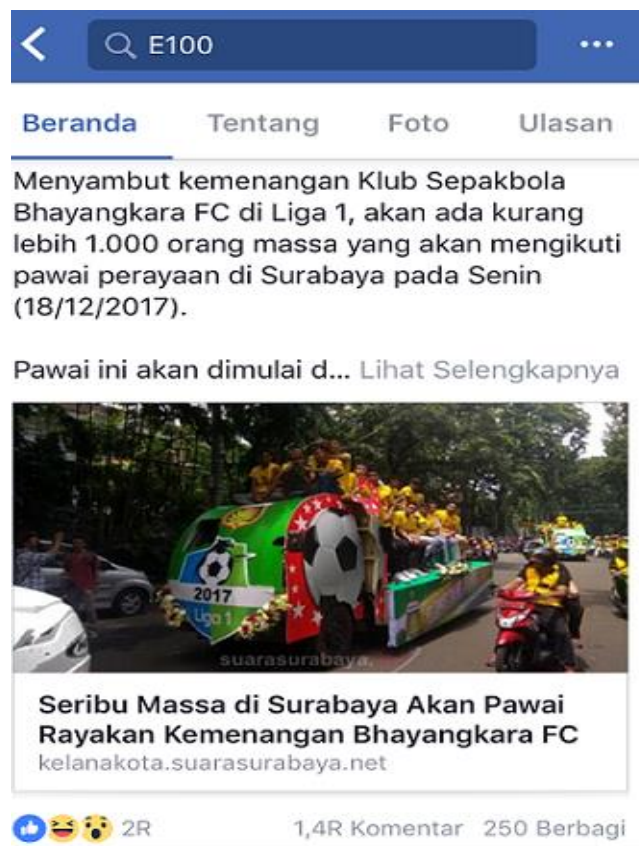 E100
Beranda Tentang Foto Ulasan
Menyambut kemenangan Klub Sepakbola
Bhayangkara FC di Liga 1, akan ada kurang
lebih 1.000 orang massa yang akan mengikuti
pawai perayaan di Surabaya pada Senin
(18/12/2017).
Pawai ini akan dimulai d... Lihat Selengkapnya
2017
Liga 1
suarasurabaya.
Seribu Massa di Surabaya Akan Pawai
Rayakan Kemenangan Bhayangkara FC
kelanakota.suarasurabaya.net
2R 1,4R Komentar 250 Berbagi